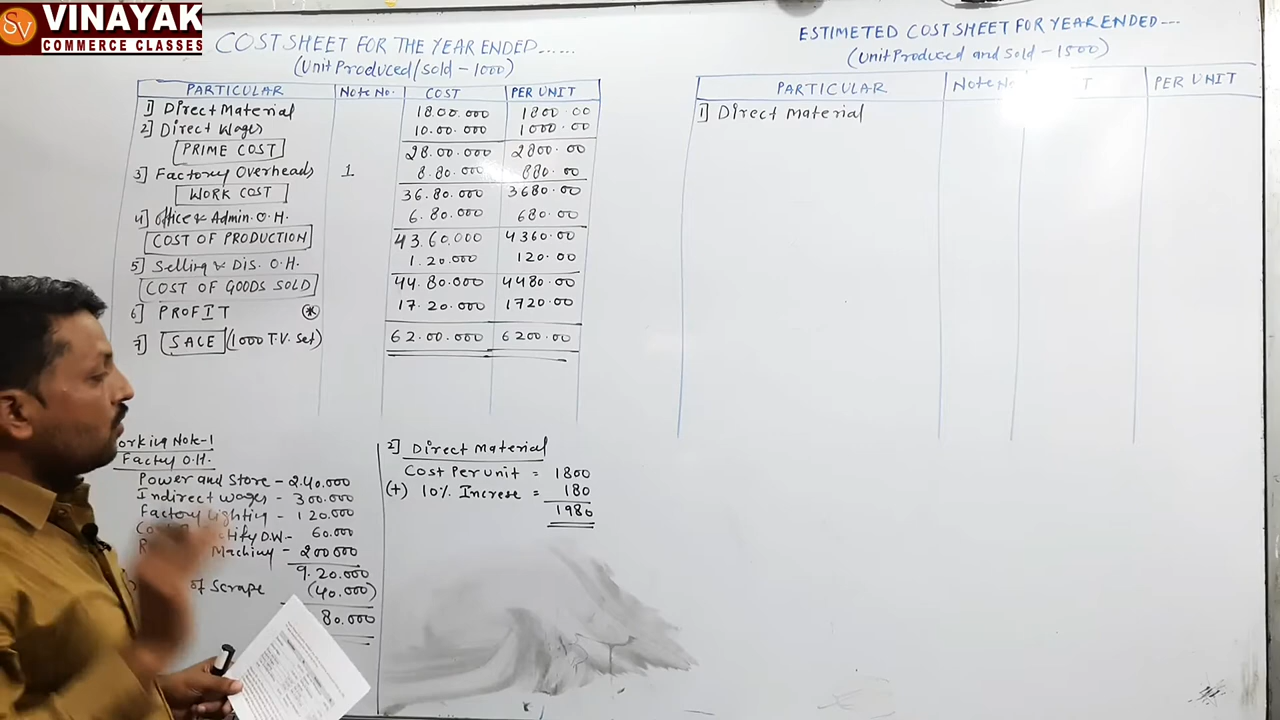 SV VINAYAK
COMMERCE CLASSES
COST SHEET FOR THE YEAR ENDED......
(Unit Produced/Sold - 1000)
PARTICULAR Note No. COST PER UNIT
1] Direct Material 18.00.000 1800.00
2] Direct Wages 10.00.000 1000.00
PRIME COST 28.00.000 2800.00
3] Factory Overheads 1. 8.80.000 880.00
WORK COST 36.80.000 3680.00
4] Office & Admin. O.H. 6.80.000 680.00
COST OF PRODUCTION 43.60.000 4360.00
5] Selling & Dis. O.H. 1.20.000 120.00
COST OF GOODS SOLD 44.80.000 4480.00
6] PROFIT * 17.20.000 1720.00
7] SALE (1000 T.V. Set) 62.00.000 6200.00
orking Note-1
Facty O.H.
Power and Store - 2.40.000
Indirect Wages - 300.000
Factory Lighting - 120.000
tify D.W- 60.000
Machiny - 200000
9.20.000
of Scrape (40.000)
80.000
2] Direct Material
Cost Per unit = 1800
(+) 10% Increse = 180
1980
ESTIMETED COST SHEET FOR YEAR ENDED....
(Unit Produced and Sold - 1500)
PARTICULAR Note No T PER UNIT
1] Direct Material